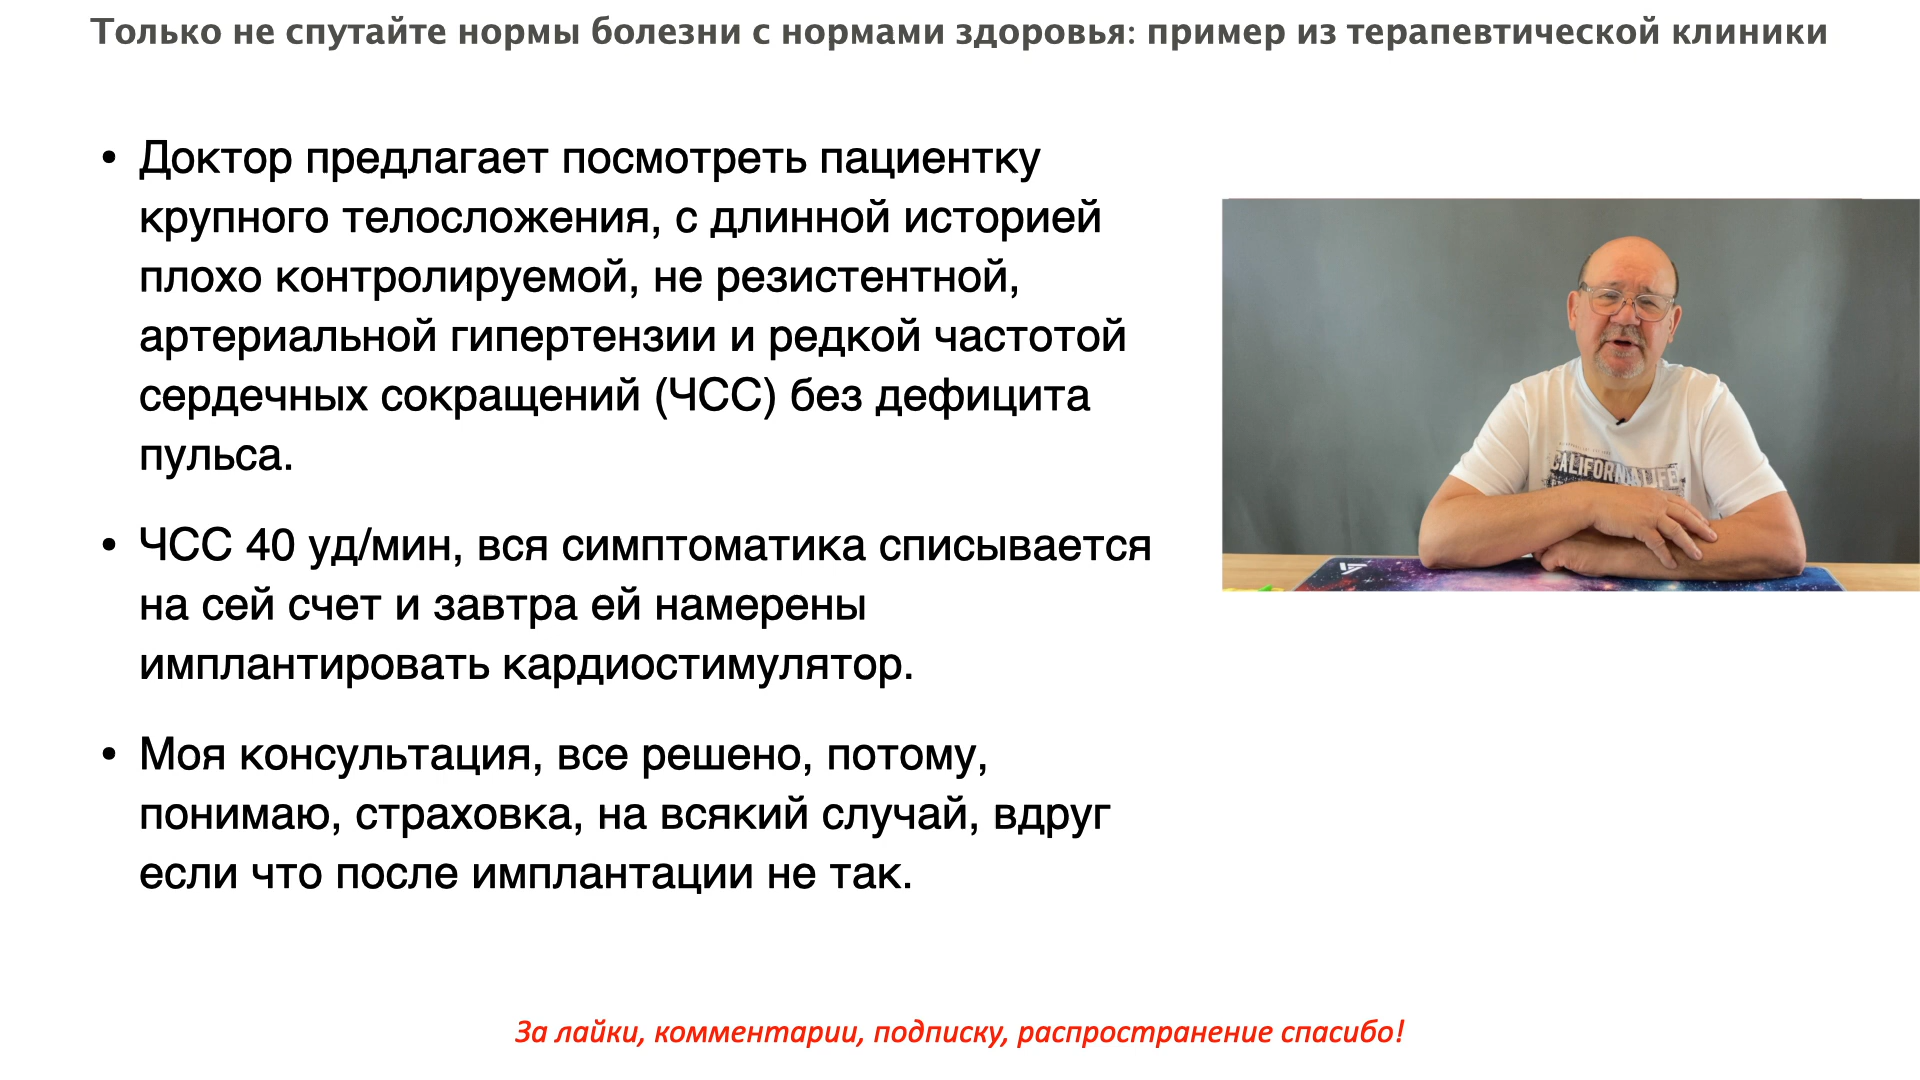 Только не спутайте нормы болезни с нормами здоровья: пример из терапевтической клиники
• Доктор предлагает посмотреть пациентку
крупного телосложения, с длинной историей
плохо контролируемой, не резистентной,
артериальной гипертензии и редкой частотой
сердечных сокращений (ЧСС) без дефицита
пульса.
• ЧСС 40 уд/мин, вся симптоматика списывается
на сей счет и завтра ей намерены
имплантировать кардиостимулятор.
• Моя консультация, все решено, потому,
понимаю, страховка, на всякий случай, вдруг
если что после имплантации не так.
CALIFORNIA LIFE
За лайки, комментарии, подписку, распространение спасибо!